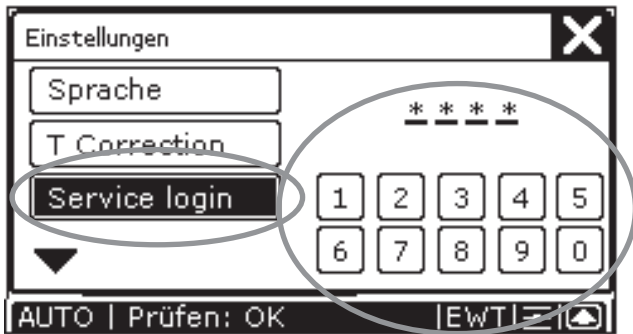 Einstellungen
Sprache
* * * *
T Correction
Service login
1 2 3 4 5
6 7 8 9 0
AUTO | Prüfen: OK |EWT|